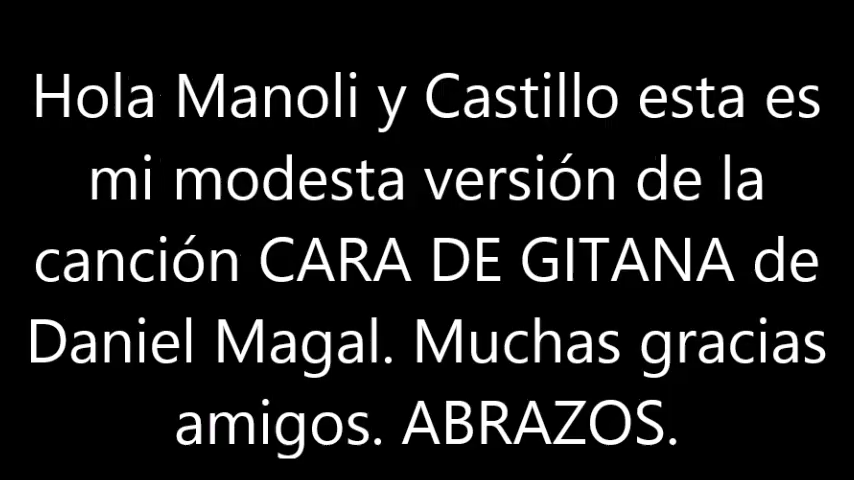 Hola Manoli y Castillo esta es
mi modesta versión de la
canción CARA DE GITANA de
Daniel Magal. Muchas gracias
amigos. ABRAZOS.